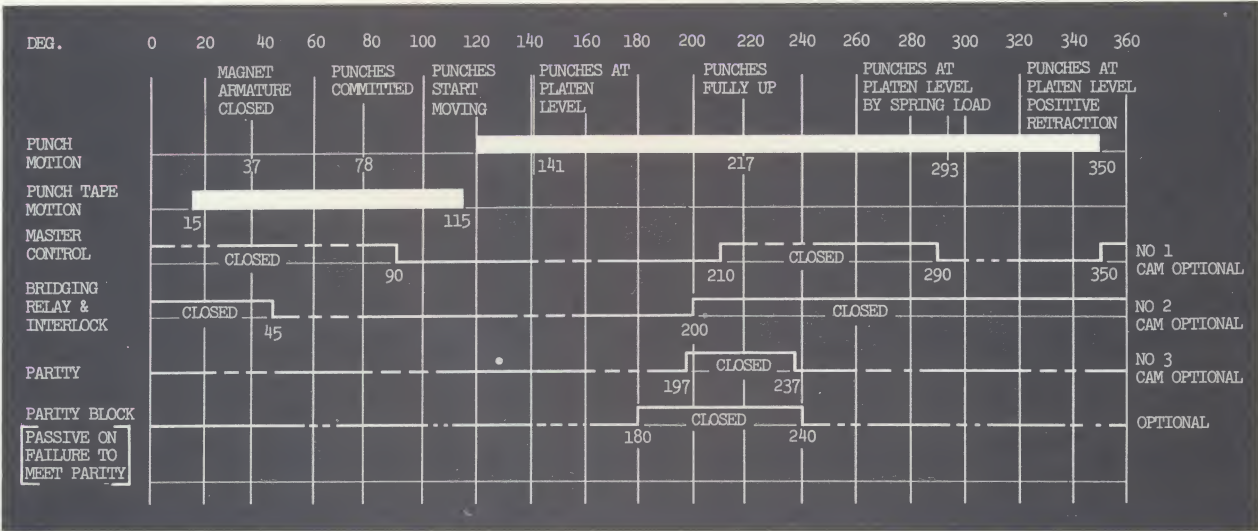 DEG. 0 20 40 60 80 100 120 140 160 180 200 220 240 260 280 300 320 340 360
MAGNET ARMATURE CLOSED
PUNCHES COMMITTED
PUNCHES START MOVING
PUNCHES AT PLATEN LEVEL
PUNCHES FULLY UP
PUNCHES AT PLATEN LEVEL BY SPRING LOAD
PUNCHES AT PLATEN LEVEL POSITIVE RETRACTION
PUNCH MOTION
37 78 141 217 293 350
PUNCH TAPE MOTION
15 115
MASTER CONTROL
CLOSED 90 210 CLOSED 290 350
NO 1 CAM OPTIONAL
BRIDGING RELAY & INTERLOCK
CLOSED 45 200 CLOSED
NO 2 CAM OPTIONAL
PARITY
197 CLOSED 237
NO 3 CAM OPTIONAL
PARITY BLOCK
180 CLOSED 240
OPTIONAL
PASSIVE ON FAILURE TO MEET PARITY